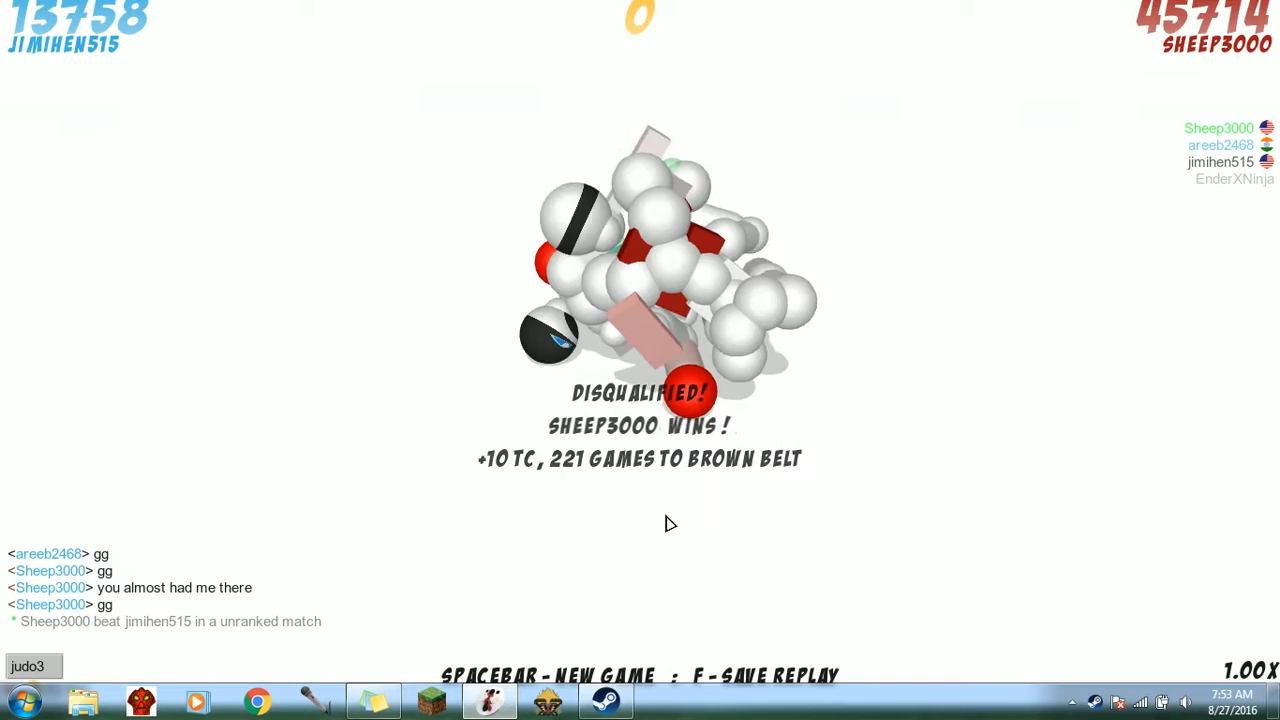 13758
JIMIHEN515
0
45714
SHEEP3000
Sheep3000
areeb2468
jimihen515
EnderXNinja
DISQUALIFIED!
SHEEP3000 WINS!
+10 TC, 221 GAMES TO BROWN BELT
<areeb2468> gg
<Sheep3000> gg
<Sheep3000> you almost had me there
<Sheep3000> gg
* Sheep3000 beat jimihen515 in a unranked match
judo3
SPACEBAR - NEW GAME : F - SAVE REPLAY
1.00X
7:53 AM
8/27/2016